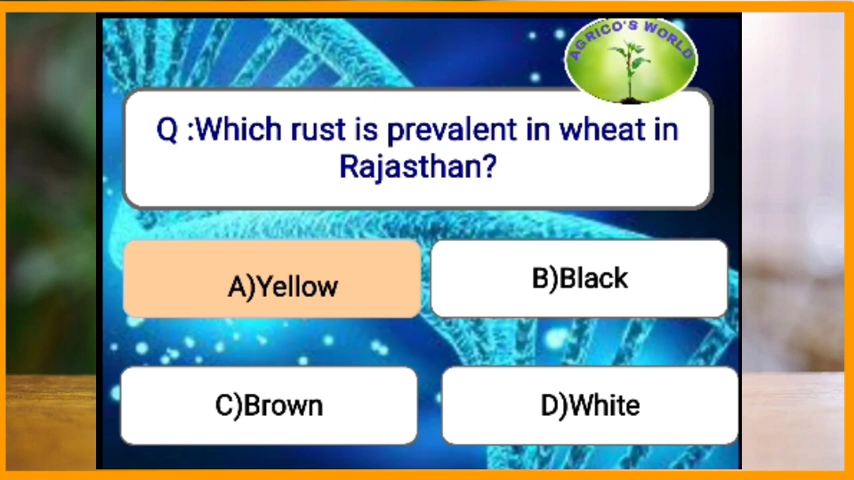 AGRICO'S WORLD
Q :Which rust is prevalent in wheat in
Rajasthan?
A)Yellow
B)Black
C)Brown
D)White